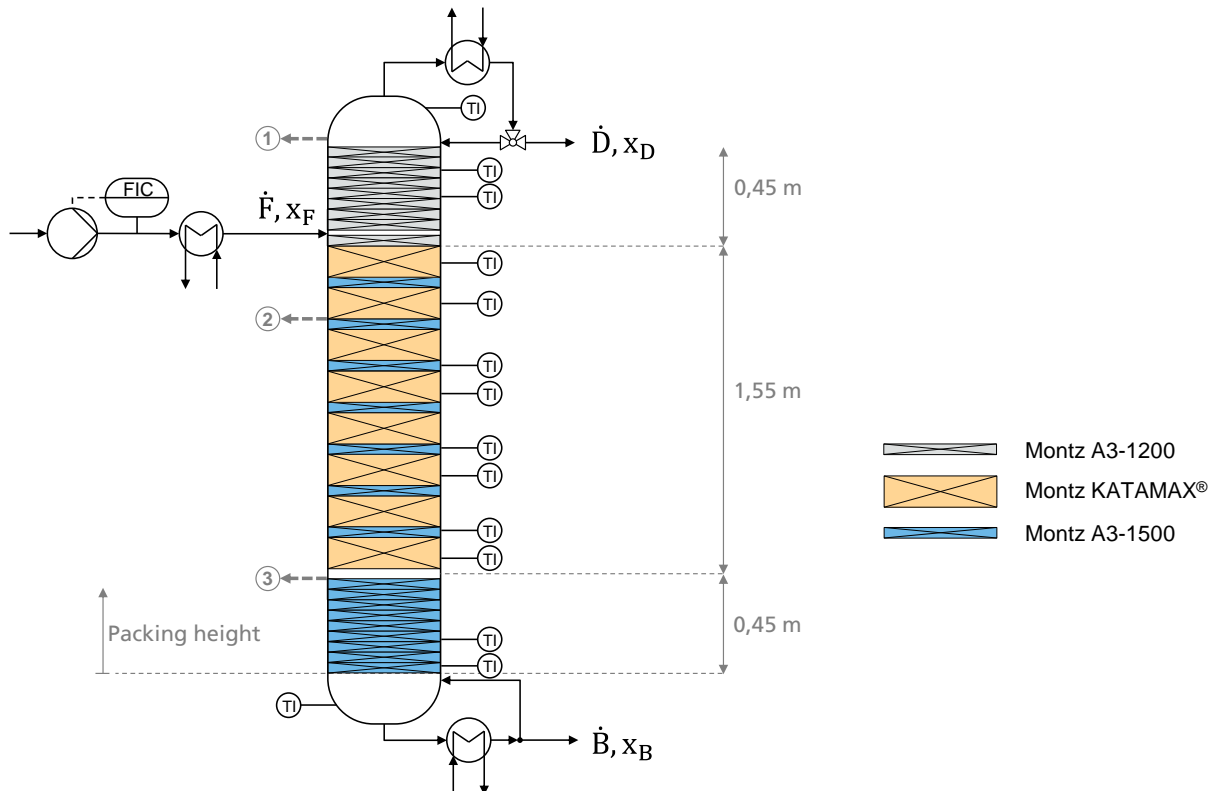 TI
1
Ḋ, x_D
TI
0,45 m
FIC
TI
Ḟ, x_F
TI
TI
2
TI
1,55 m
TI
TI
Montz A3-1200
TI
Montz KATAMAX®
TI
Montz A3-1500
TI
3
Packing height
0,45 m
TI
TI
TI
Ḃ, x_B